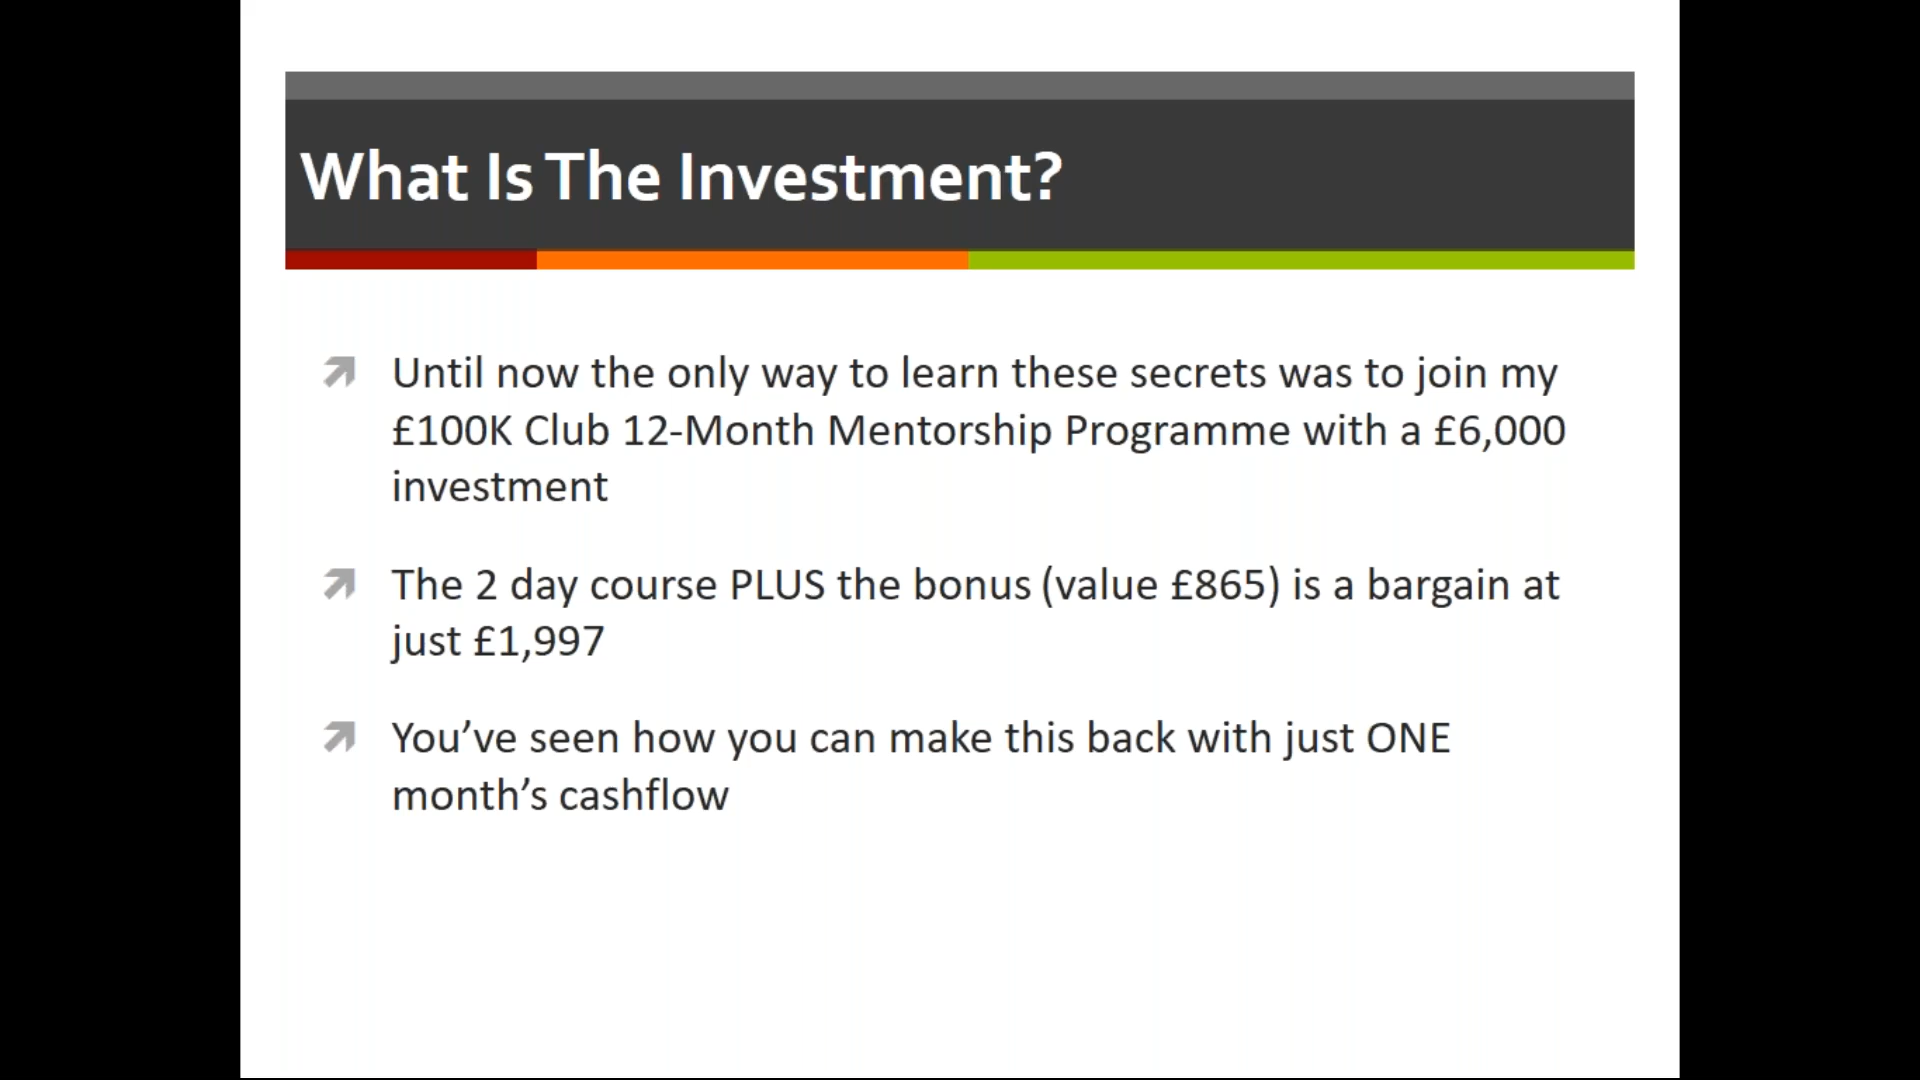 What Is The Investment?
Until now the only way to learn these secrets was to join my
£100K Club 12-Month Mentorship Programme with a £6,000
investment
The 2 day course PLUS the bonus (value £865) is a bargain at
just £1,997
You’ve seen how you can make this back with just ONE
month’s cashflow